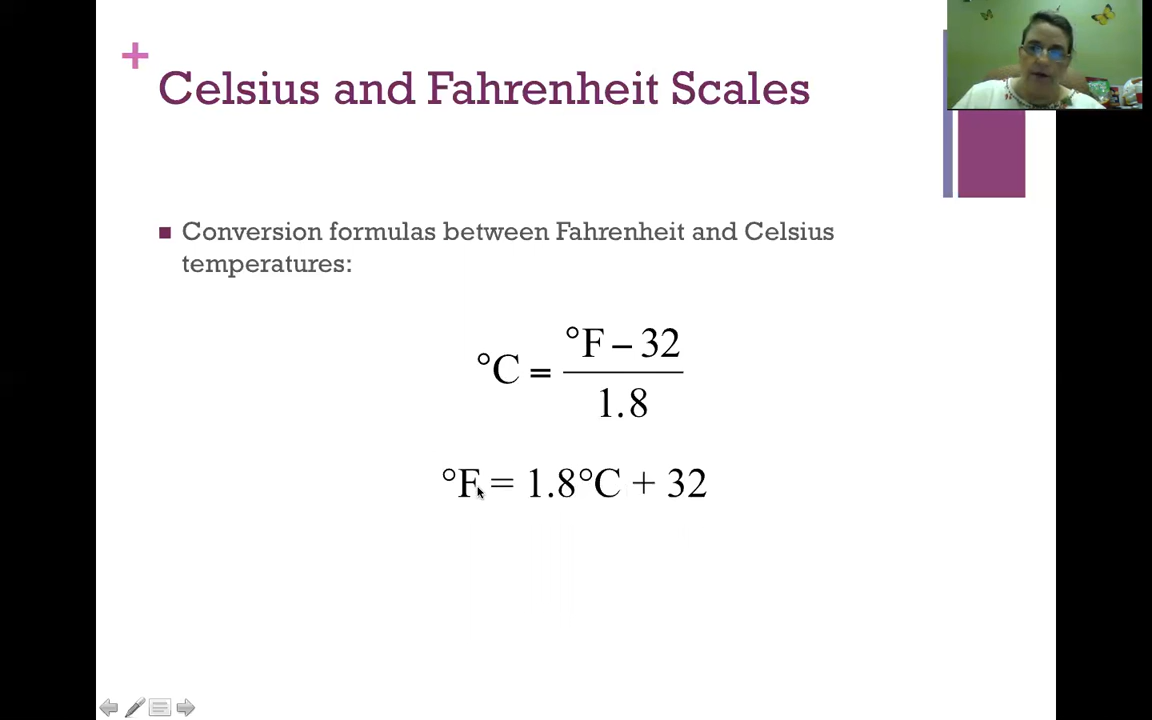 +
Celsius and Fahrenheit Scales
Conversion formulas between Fahrenheit and Celsius
temperatures:
°C = (°F – 32) / 1.8
°F = 1.8°C + 32